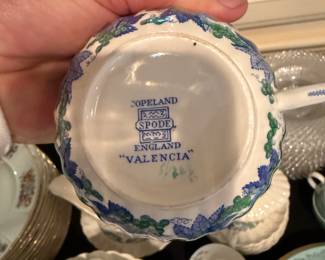 COPELAND
SPODE
ENGLAND
"VALENCIA"